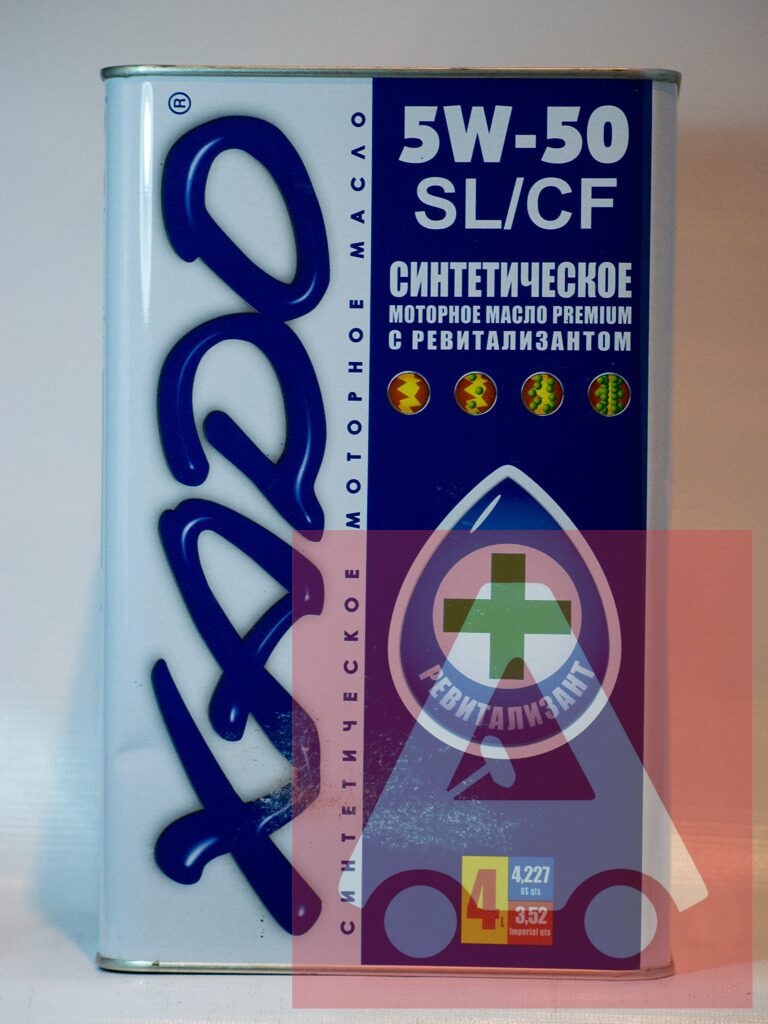 XADO
®
СИНТЕТИЧЕСКОЕ МОТОРНОЕ МАСЛО
5W-50
SL/CF
СИНТЕТИЧЕСКОЕ
МОТОРНОЕ МАСЛО PREMIUM
С РЕВИТАЛИЗАНТОМ
РЕВИТАЛИЗАНТ
4L
4,227
US qts
3,52
Imperial qts